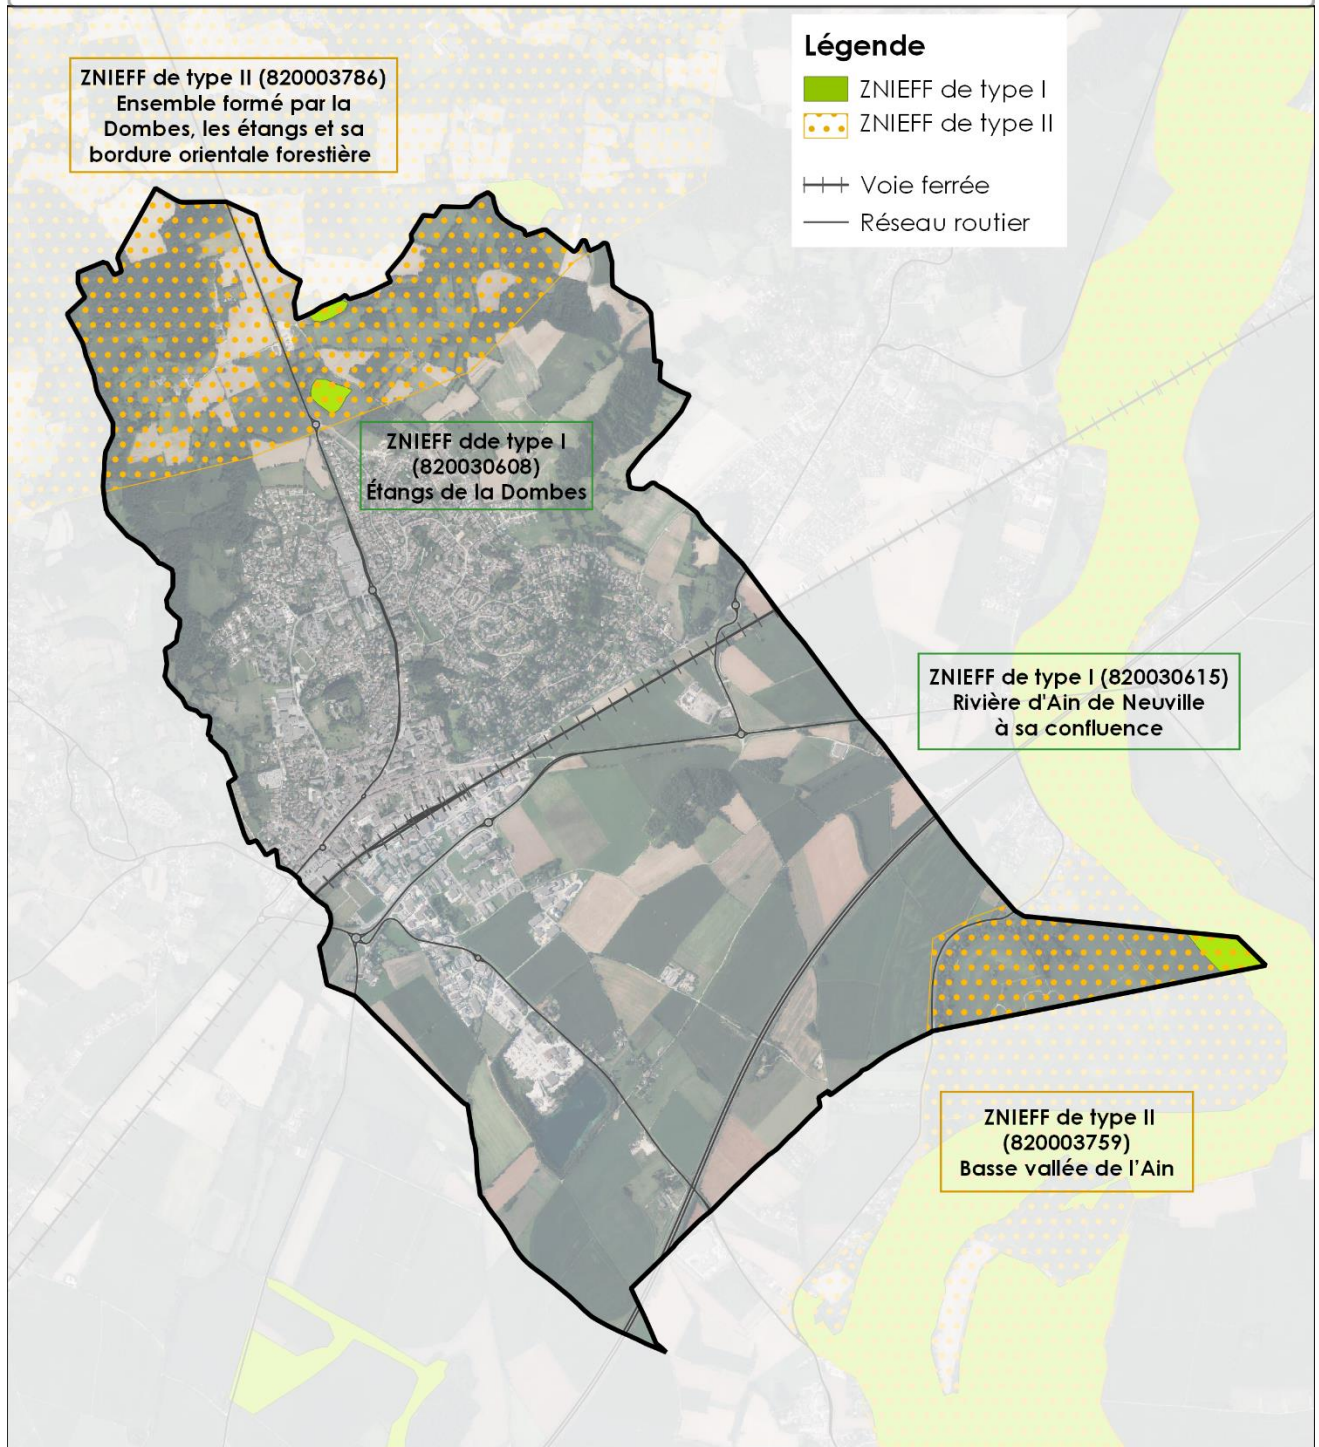 ZNIEFF de type II (820003786)
Ensemble formé par la
Dombes, les étangs et sa
bordure orientale forestière
Légende
ZNIEFF de type I
ZNIEFF de type II
Voie ferrée
Réseau routier
ZNIEFF dde type I
(820030608)
Étangs de la Dombes
ZNIEFF de type I (820030615)
Rivière d'Ain de Neuville
à sa confluence
ZNIEFF de type II
(820003759)
Basse vallée de l'Ain